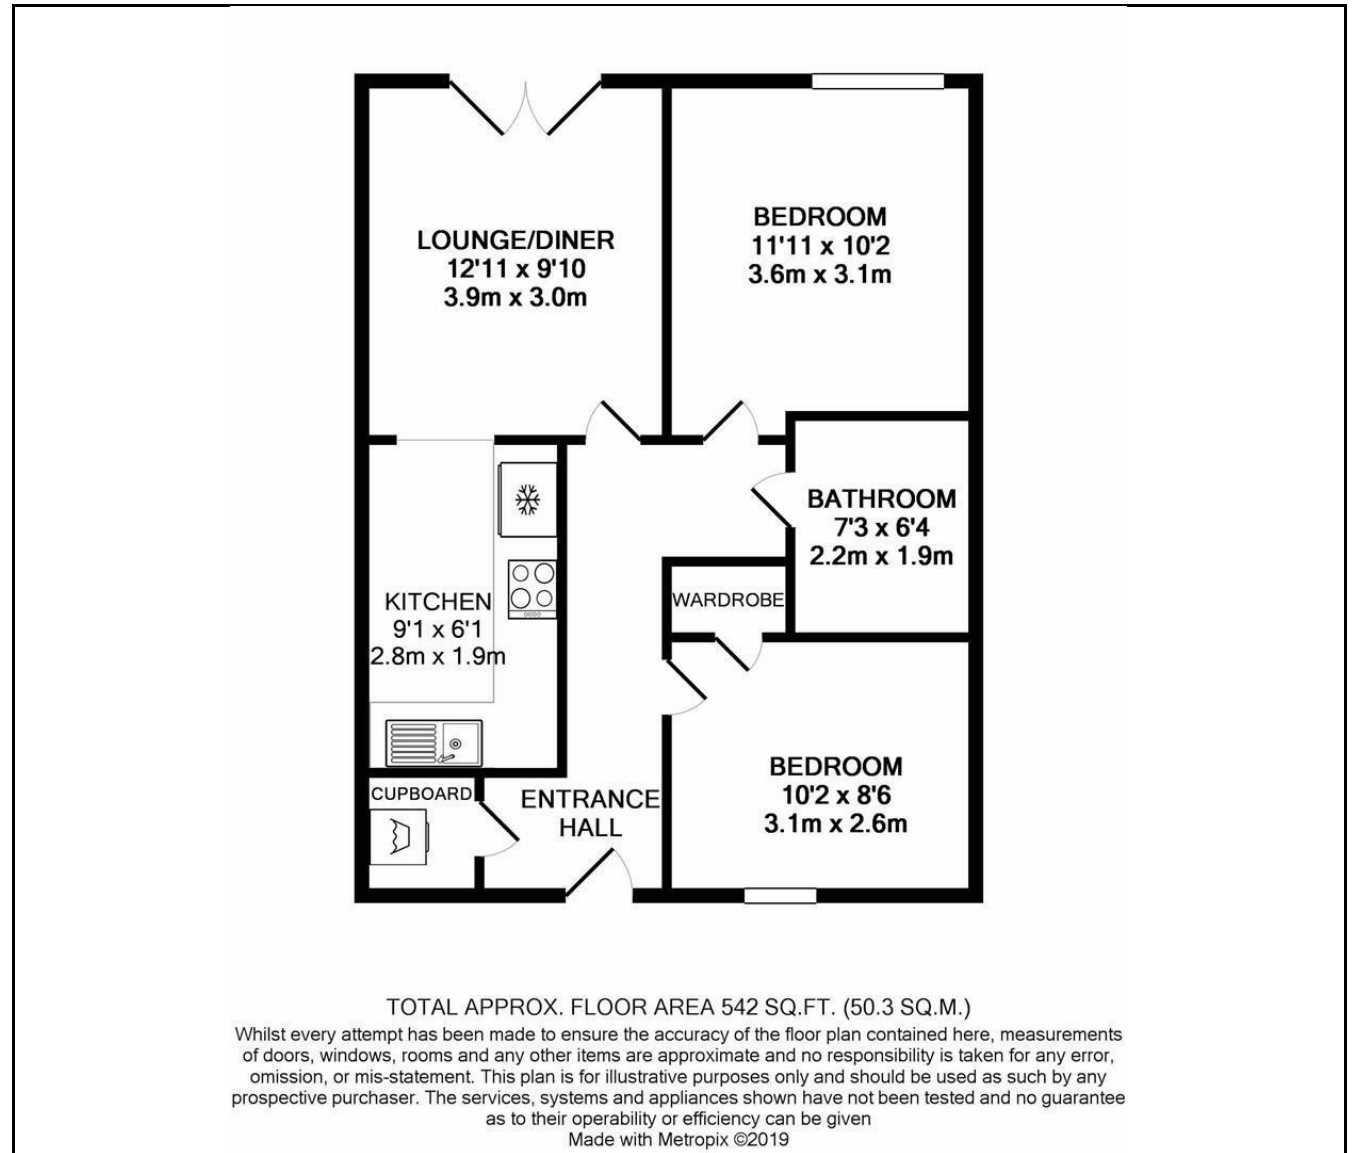 LOUNGE/DINER
12'11 x 9'10
3.9m x 3.0m
BEDROOM
11'11 x 10'2
3.6m x 3.1m
BATHROOM
7'3 x 6'4
2.2m x 1.9m
KITCHEN
9'1 x 6'1
2.8m x 1.9m
WARDROBE
BEDROOM
10'2 x 8'6
3.1m x 2.6m
CUPBOARD
ENTRANCE
HALL
TOTAL APPROX. FLOOR AREA 542 SQ.FT. (50.3 SQ.M.)
Whilst every attempt has been made to ensure the accuracy of the floor plan contained here, measurements
of doors, windows, rooms and any other items are approximate and no responsibility is taken for any error,
omission, or mis-statement. This plan is for illustrative purposes only and should be used as such by any
prospective purchaser. The services, systems and appliances shown have not been tested and no guarantee
as to their operability or efficiency can be given
Made with Metropix ©2019